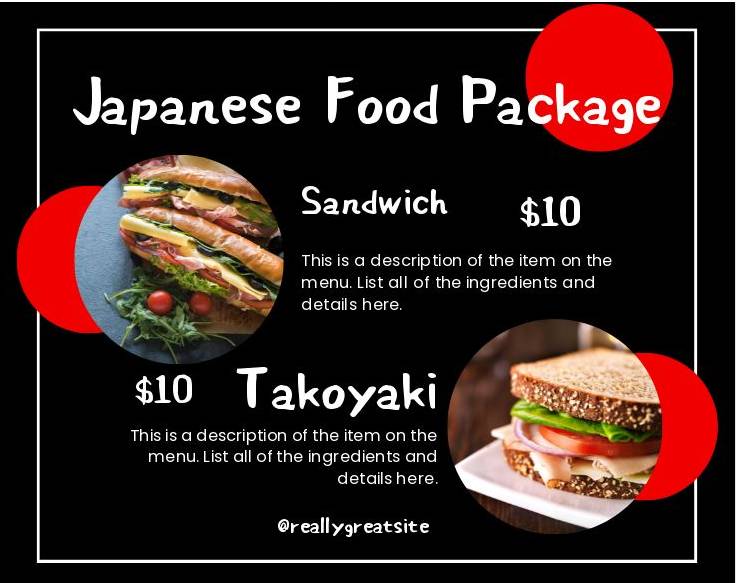 Japanese Food Package
Sandwich
$10
This is a description of the item on the
menu. List all of the ingredients and
details here.
$10
Takoyaki
This is a description of the item on the
menu. List all of the ingredients and
details here.
@reallygreatsite